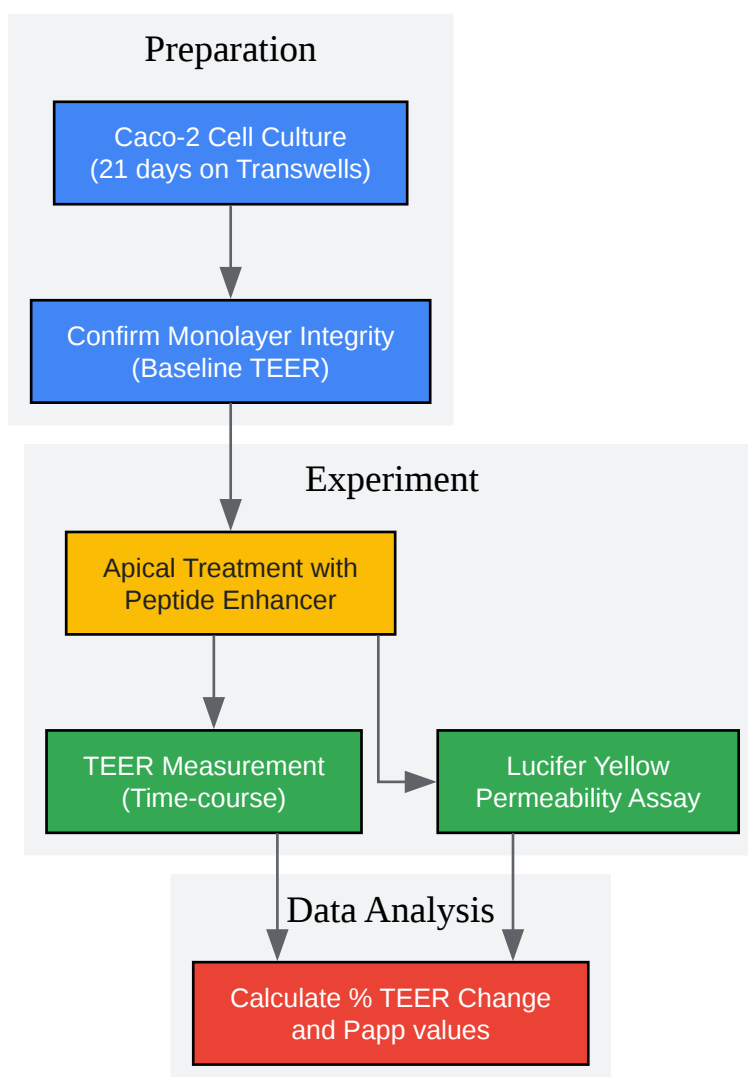 Preparation
Caco-2 Cell Culture
(21 days on Transwells)
Confirm Monolayer Integrity
(Baseline TEER)
Experiment
Apical Treatment with
Peptide Enhancer
TEER Measurement
(Time-course)
Lucifer Yellow
Permeability Assay
Data Analysis
Calculate % TEER Change
and Papp values